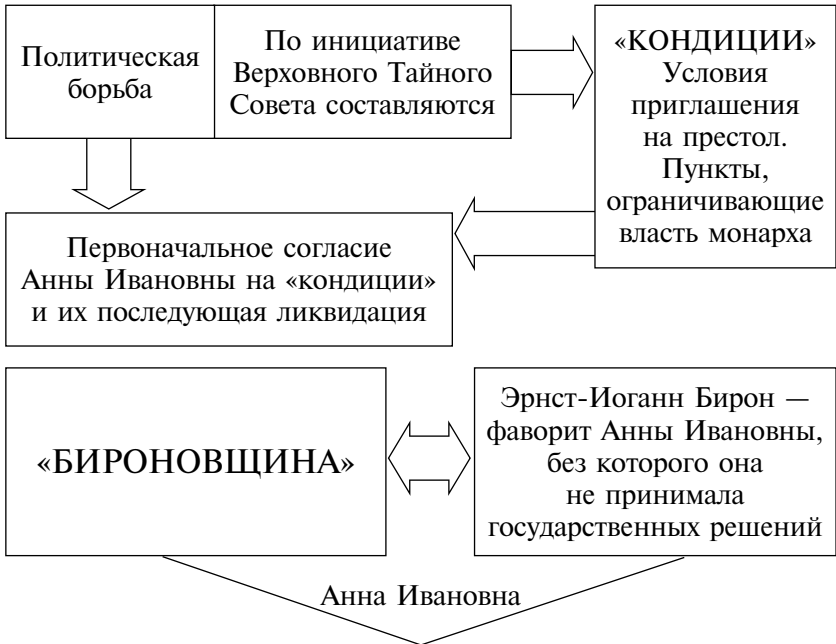 Политическая
борьба
По инициативе
Верховного Тайного
Совета составляются
«КОНДИЦИИ»
Условия
приглашения
на престол.
Пункты,
ограничивающие
власть монарха
Первоначальное согласие
Анны Ивановны на «кондиции»
и их последующая ликвидация
«БИРОНОВЩИНА»
Эрнст-Иоганн Бирон —
фаворит Анны Ивановны,
без которого она
не принимала
государственных решений
Анна Ивановна